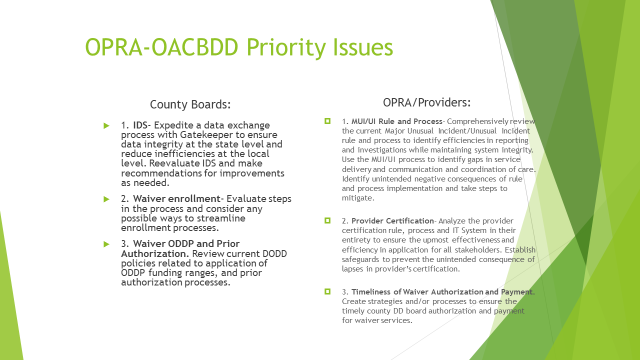 OPRA-OACBDD Priority Issues
County Boards:
1. IDS- Expedite a data exchange
process with Gatekeeper to ensure
data integrity at the state level and
reduce inefficiencies at the local
level. Reevaluate IDS and make
recommendations for improvements
as needed.
2. Waiver enrollment- Evaluate steps
in the process and consider any
possible ways to streamline
enrollment processes.
3. Waiver ODDP and Prior
Authorization. Review current DODD
policies related to application of
ODDP funding ranges, and prior
authorization processes.
OPRA/Providers:
1. MUI/UI Rule and Process- Comprehensively review
the current Major Unusual Incident/Unusual Incident
rule and process to identify efficiencies in reporting
and investigations while maintaining system integrity.
Use the MUI/UI process to identify gaps in service
delivery and communication and coordination of care.
Identify unintended negative consequences of rule
and process implementation and take steps to
mitigate.
2. Provider Certification- Analyze the provider
certification rule, process and IT System in their
entirety to ensure the upmost effectiveness and
efficiency in application for all stakeholders. Establish
safeguards to prevent the unintended consequence of
lapses in provider's certification.
3. Timeliness of Waiver Authorization and Payment.
Create strategies and/or processes to ensure the
timely county DD board authorization and payment
for waiver services.